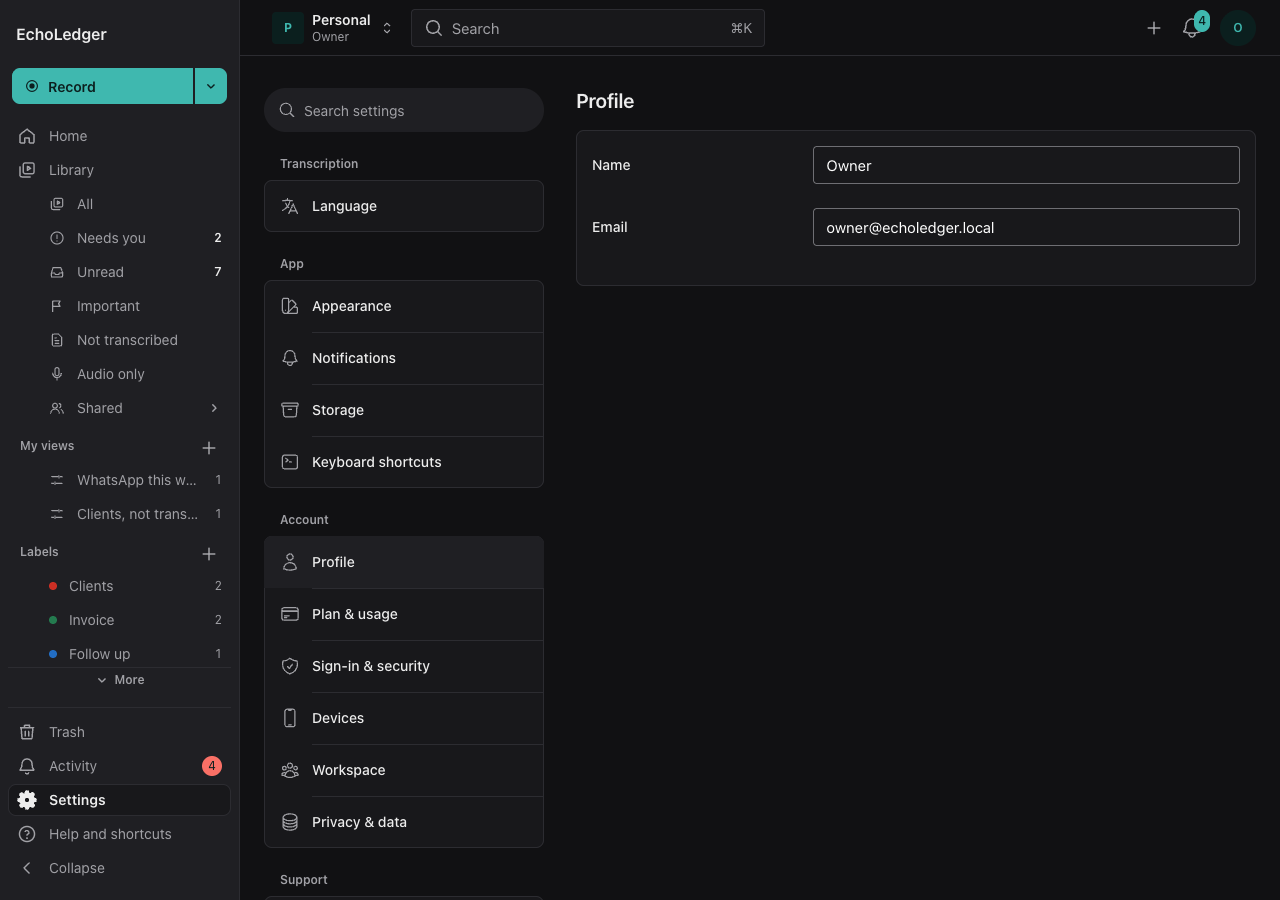 EchoLedger
Record
Home
Library
All
Needs you 2
Unread 7
Important
Not transcribed
Audio only
Shared
My views
WhatsApp this w... 1
Clients, not trans... 1
Labels
Clients 2
Invoice 2
Follow up 1
More
Trash
Activity 4
Settings
Help and shortcuts
Collapse
P
Personal
Owner
Search ⌘K
4
O
Search settings
Transcription
Language
App
Appearance
Notifications
Storage
Keyboard shortcuts
Account
Profile
Plan & usage
Sign-in & security
Devices
Workspace
Privacy & data
Support
Profile
Name Owner
Email owner@echoledger.local